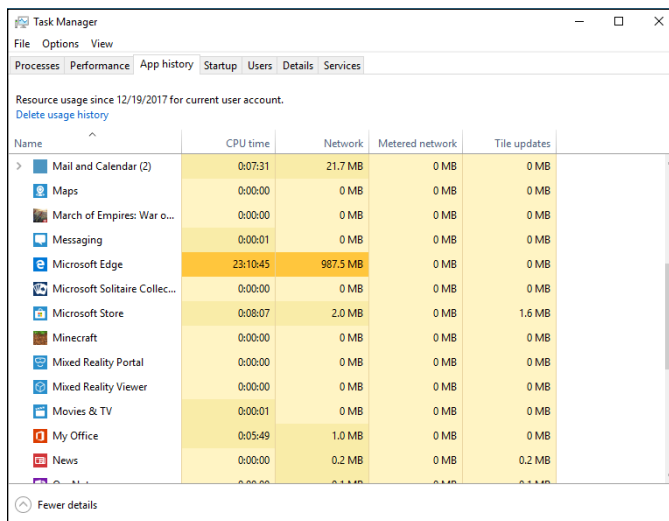 Task Manager
File Options View
Processes Performance App history Startup Users Details Services
Resource usage since 12/19/2017 for current user account.
Delete usage history
Name CPU time Network Metered network Tile updates
Mail and Calendar (2) 0:07:31 21.7 MB 0 MB 0 MB
Maps 0:00:00 0 MB 0 MB 0 MB
March of Empires: War o... 0:00:00 0 MB 0 MB 0 MB
Messaging 0:00:01 0 MB 0 MB 0 MB
Microsoft Edge 23:10:45 987.5 MB 0 MB 0 MB
Microsoft Solitaire Collec... 0:00:00 0 MB 0 MB 0 MB
Microsoft Store 0:08:07 2.0 MB 0 MB 1.6 MB
Minecraft 0:00:00 0 MB 0 MB 0 MB
Mixed Reality Portal 0:00:00 0 MB 0 MB 0 MB
Mixed Reality Viewer 0:00:00 0 MB 0 MB 0 MB
Movies & TV 0:00:01 0 MB 0 MB 0 MB
My Office 0:05:49 1.0 MB 0 MB 0 MB
News 0:00:00 0.2 MB 0 MB 0.2 MB
Fewer details